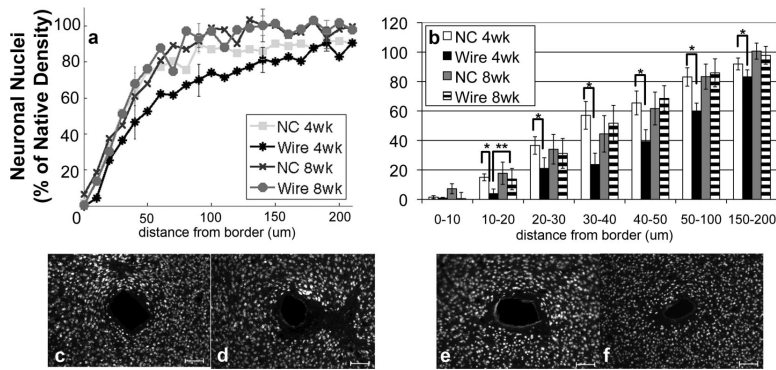 Neuronal Nuclei
(% of Native Density)
100
80
60
40
20
0
a
NC 4wk
Wire 4wk
NC 8wk
Wire 8wk
0 50 100 150 200
distance from border (um)
120
100
80
60
40
20
0
b
NC 4wk
Wire 4wk
NC 8wk
Wire 8wk
* ** * * * * *
0-10 10-20 20-30 30-40 40-50 50-100 150-200
distance from border (um)
c d e f